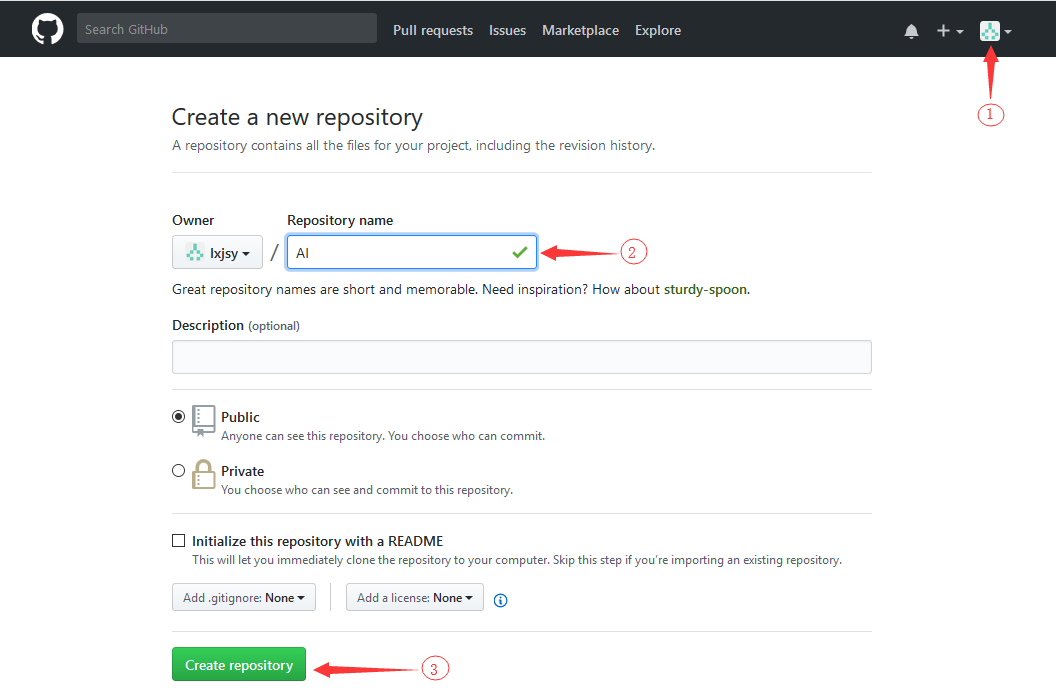 Search GitHub Pull requests Issues Marketplace Explore
①
Create a new repository
A repository contains all the files for your project, including the revision history.
Owner Repository name
lxjsy / AI ②
Great repository names are short and memorable. Need inspiration? How about sturdy-spoon.
Description (optional)
Public
Anyone can see this repository. You choose who can commit.
Private
You choose who can see and commit to this repository.
Initialize this repository with a README
This will let you immediately clone the repository to your computer. Skip this step if you're importing an existing repository.
Add .gitignore: None Add a license: None
Create repository ③